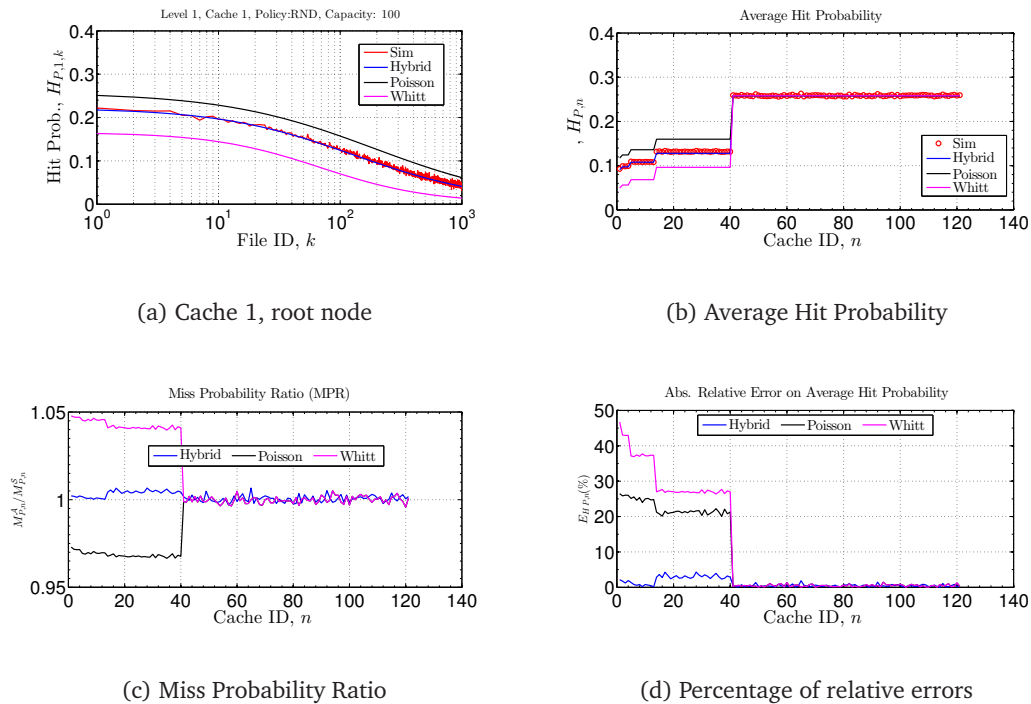 Level 1, Cache 1, Policy:RND, Capacity: 100
Hit Prob., H_{P,1,k}
0.4
0.3
0.2
0.1
0
Sim
Hybrid
Poisson
Whitt
10^0 10^1 10^2 10^3
File ID, k
(a) Cache 1, root node
Average Hit Probability
, H_{P,n}
0.4
0.3
0.2
0.1
0
Sim
Hybrid
Poisson
Whitt
0 20 40 60 80 100 120 140
Cache ID, n
(b) Average Hit Probability
Miss Probability Ratio (MPR)
M^A_{P,n}/M^S_{P,n}
1.05
1
0.95
Hybrid Poisson Whitt
0 20 40 60 80 100 120 140
Cache ID, n
(c) Miss Probability Ratio
Abs. Relative Error on Average Hit Probability
E_{H_{P,n}}(%)
50
40
30
20
10
0
Hybrid Poisson Whitt
0 20 40 60 80 100 120 140
Cache ID, n
(d) Percentage of relative errors